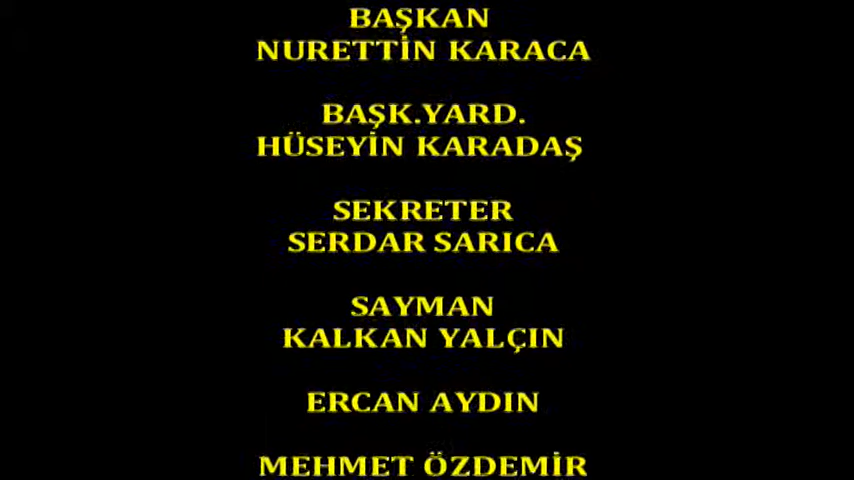 BAŞKAN
NURETTİN KARACA
BAŞK.YARD.
HÜSEYİN KARADAŞ
SEKRETER
SERDAR SARICA
SAYMAN
KALKAN YALÇIN
ERCAN AYDIN
MEHMET ÖZDEMİR